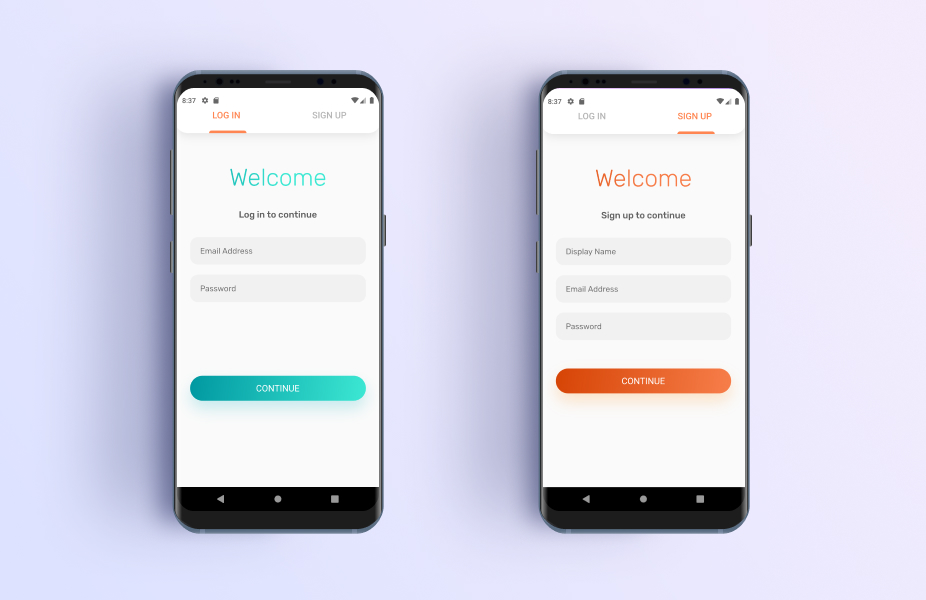 8:37
LOG IN SIGN UP
Welcome
Log in to continue
Email Address
Password
CONTINUE
8:37
LOG IN SIGN UP
Welcome
Sign up to continue
Display Name
Email Address
Password
CONTINUE